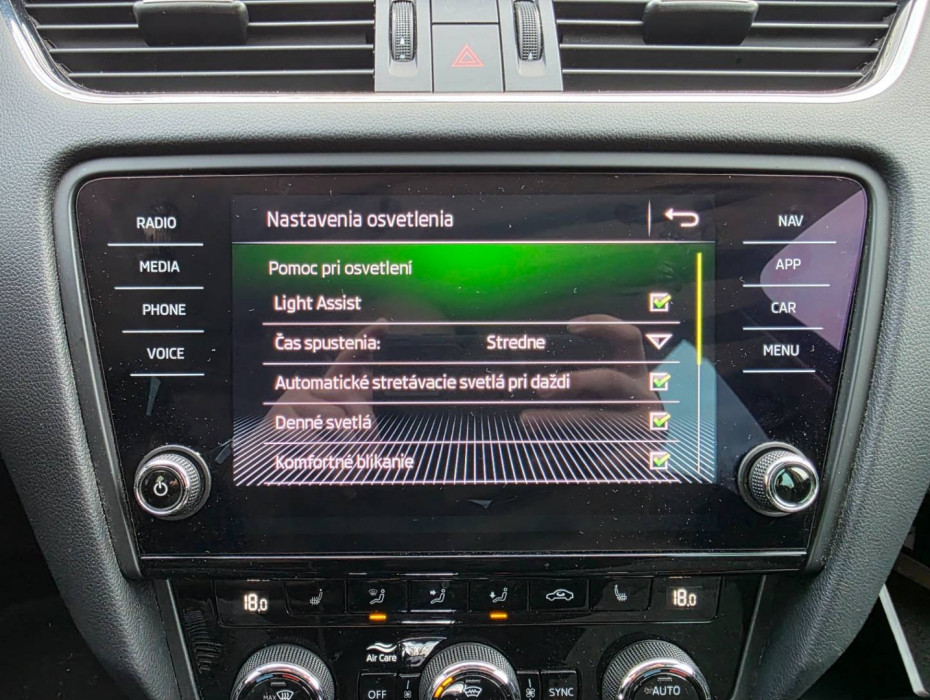 Nastavenia osvetlenia
RADIO
MEDIA
PHONE
VOICE
Pomoc pri osvetlení
Light Assist
Čas spustenia: Stredne
Automatické stretávacie svetlá pri daždi
Denné svetlá
Komfortné blikanie
NAV
APP
CAR
MENU
18.0
18.0
Air Care
MAX
OFF
SYNC
AUTO